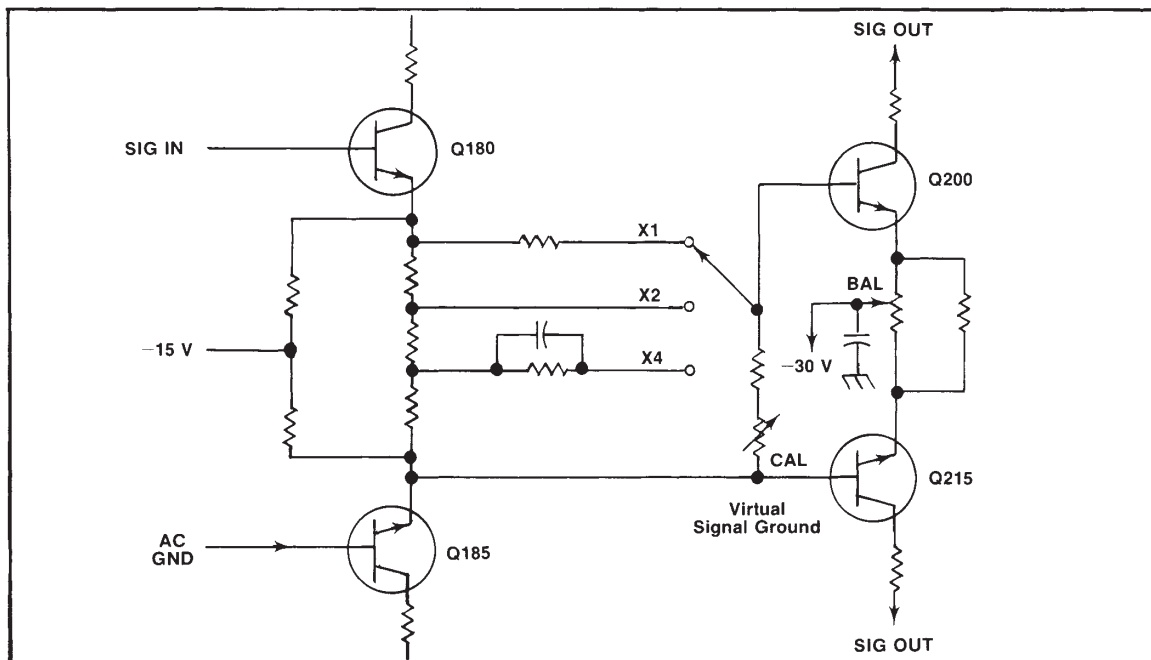 SIG OUT
SIG IN
Q180
Q200
X1
X2
BAL
−15 V
X4
−30 V
CAL
Q215
Virtual
Signal Ground
AC
GND
Q185
SIG OUT